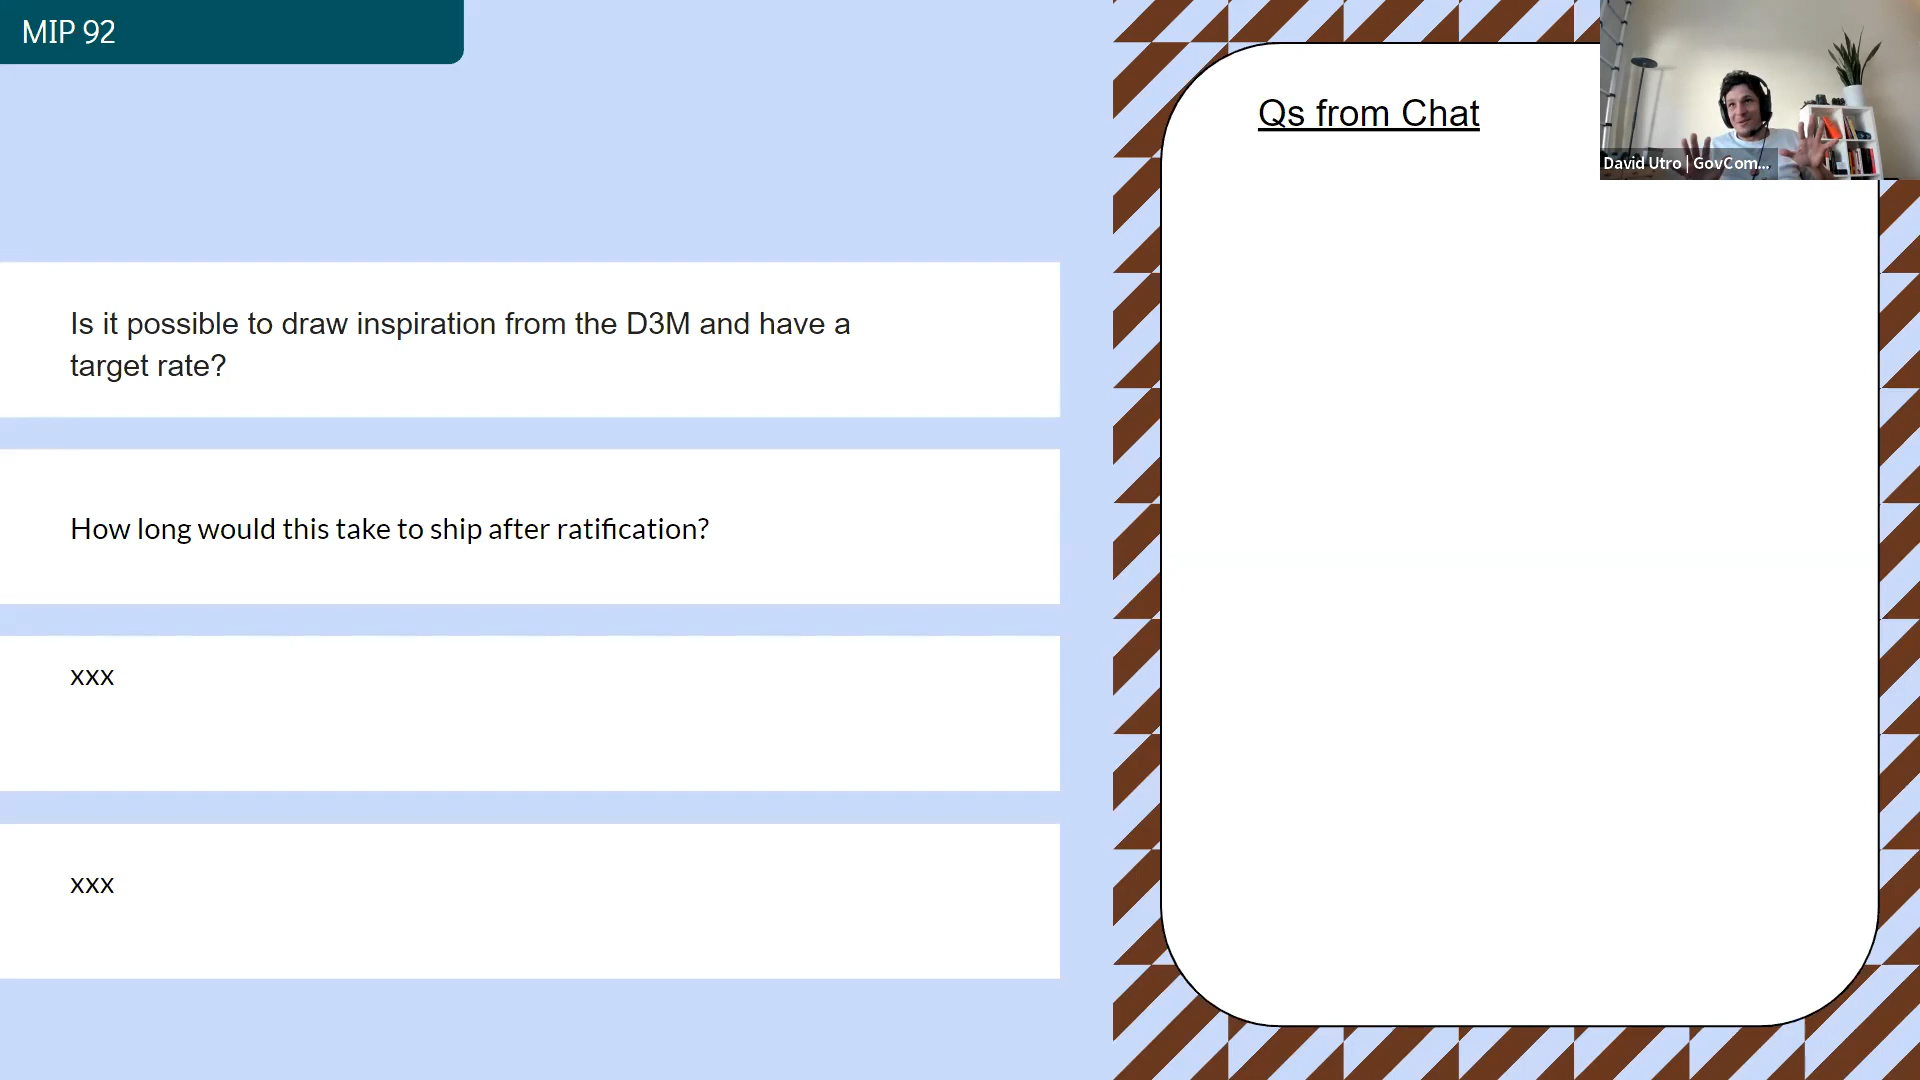 MIP 92
Is it possible to draw inspiration from the D3M and have a
target rate?
How long would this take to ship after ratification?
xxx
xxx
Qs from Chat
David Utro | GovCom...